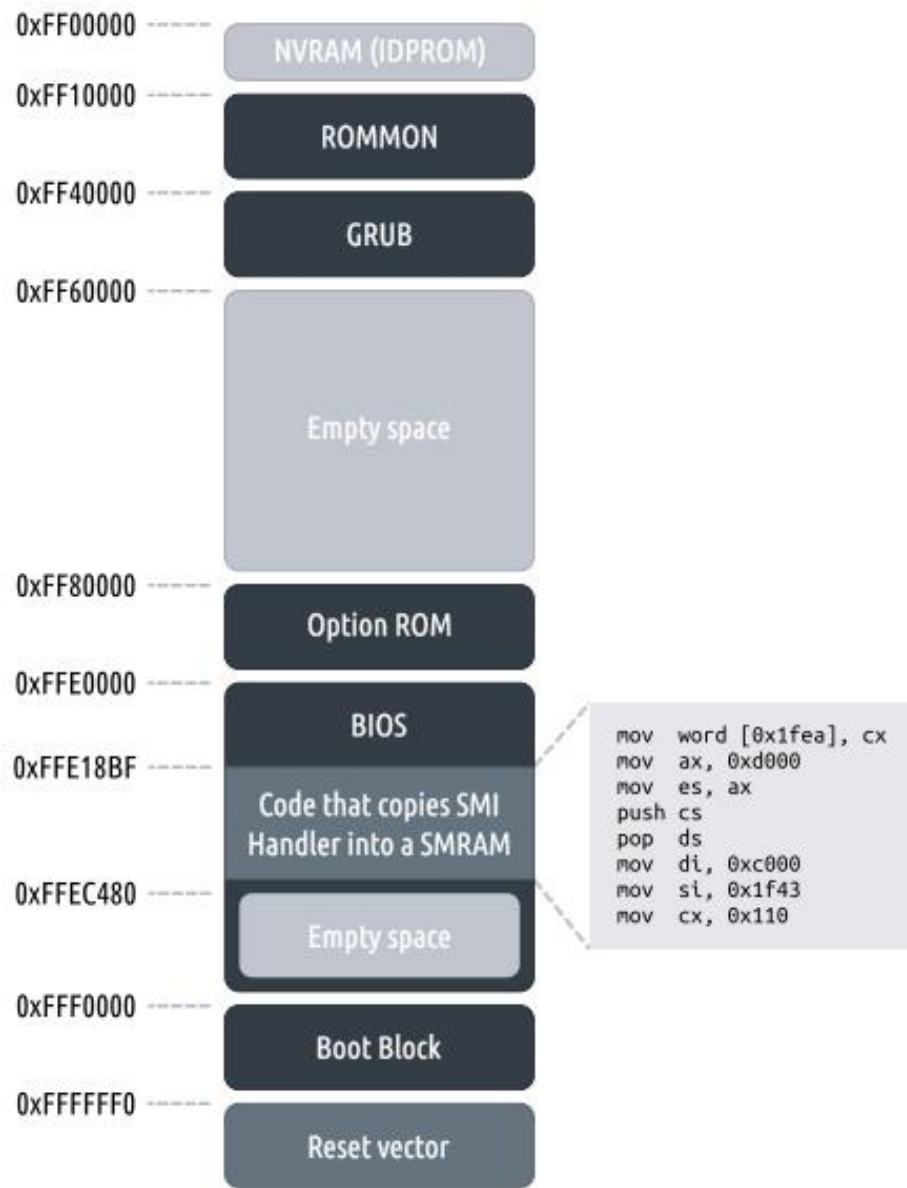 0xFF00000
NVRAM (IDPROM)
0xFF10000
ROMMON
0xFF40000
GRUB
0xFF60000
Empty space
0xFF80000
Option ROM
0xFFE0000
BIOS
0xFFE18BF
Code that copies SMI
Handler into a SMRAM
mov word [0x1fea], cx
mov ax, 0xd000
mov es, ax
push cs
pop ds
mov di, 0xc000
mov si, 0x1f43
mov cx, 0x110
0xFFEC480
Empty space
0xFFF0000
Boot Block
0xFFFFFF0
Reset vector